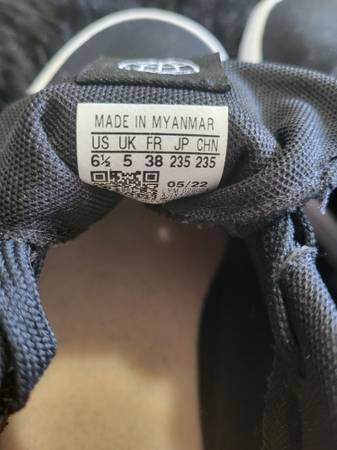 MADE IN MYANMAR
US UK FR JP CHN
6½ 5 38 235 235
05/22